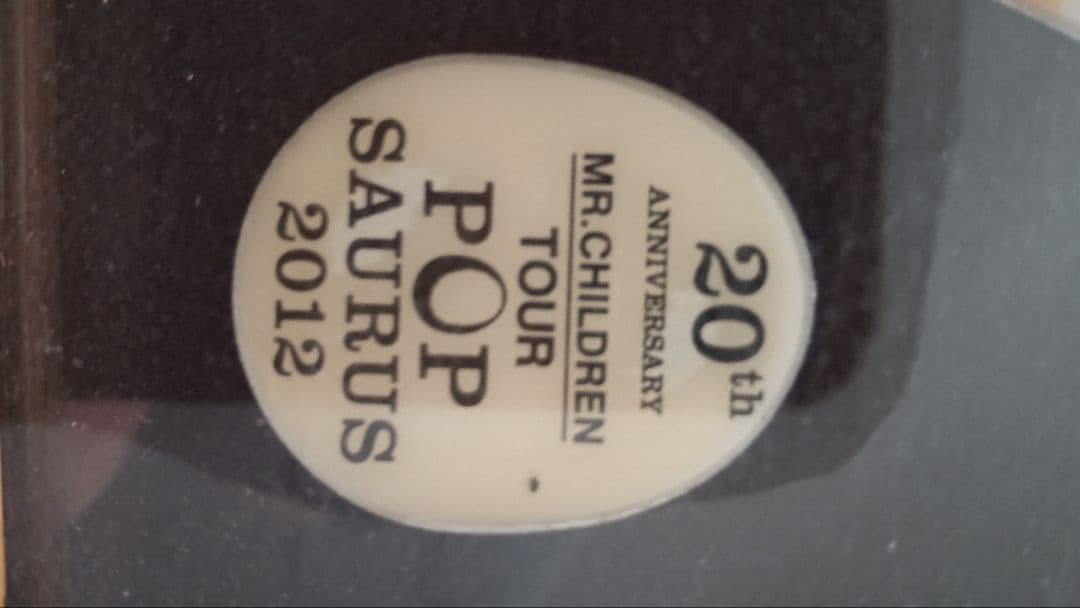 20th
ANNIVERSARY
MR.CHILDREN
TOUR
POP
SAURUS
2012